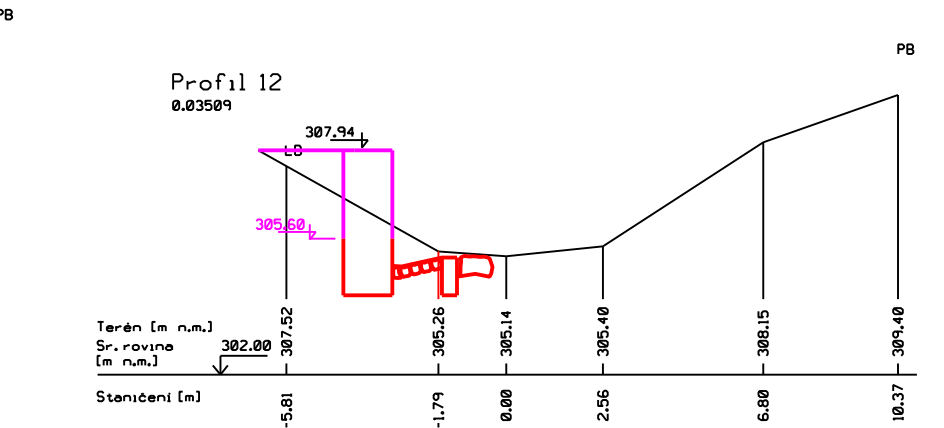 PB
PB
Profil 12
0.03509
307.94
LB
305.60
Terén [m n.m.]
Sr. rovina
302.00
[m n.m.]
307.52
305.26
305.14
305.40
308.15
309.40
Staničení [m]
-5.81
-1.79
0.00
2.56
6.80
10.37